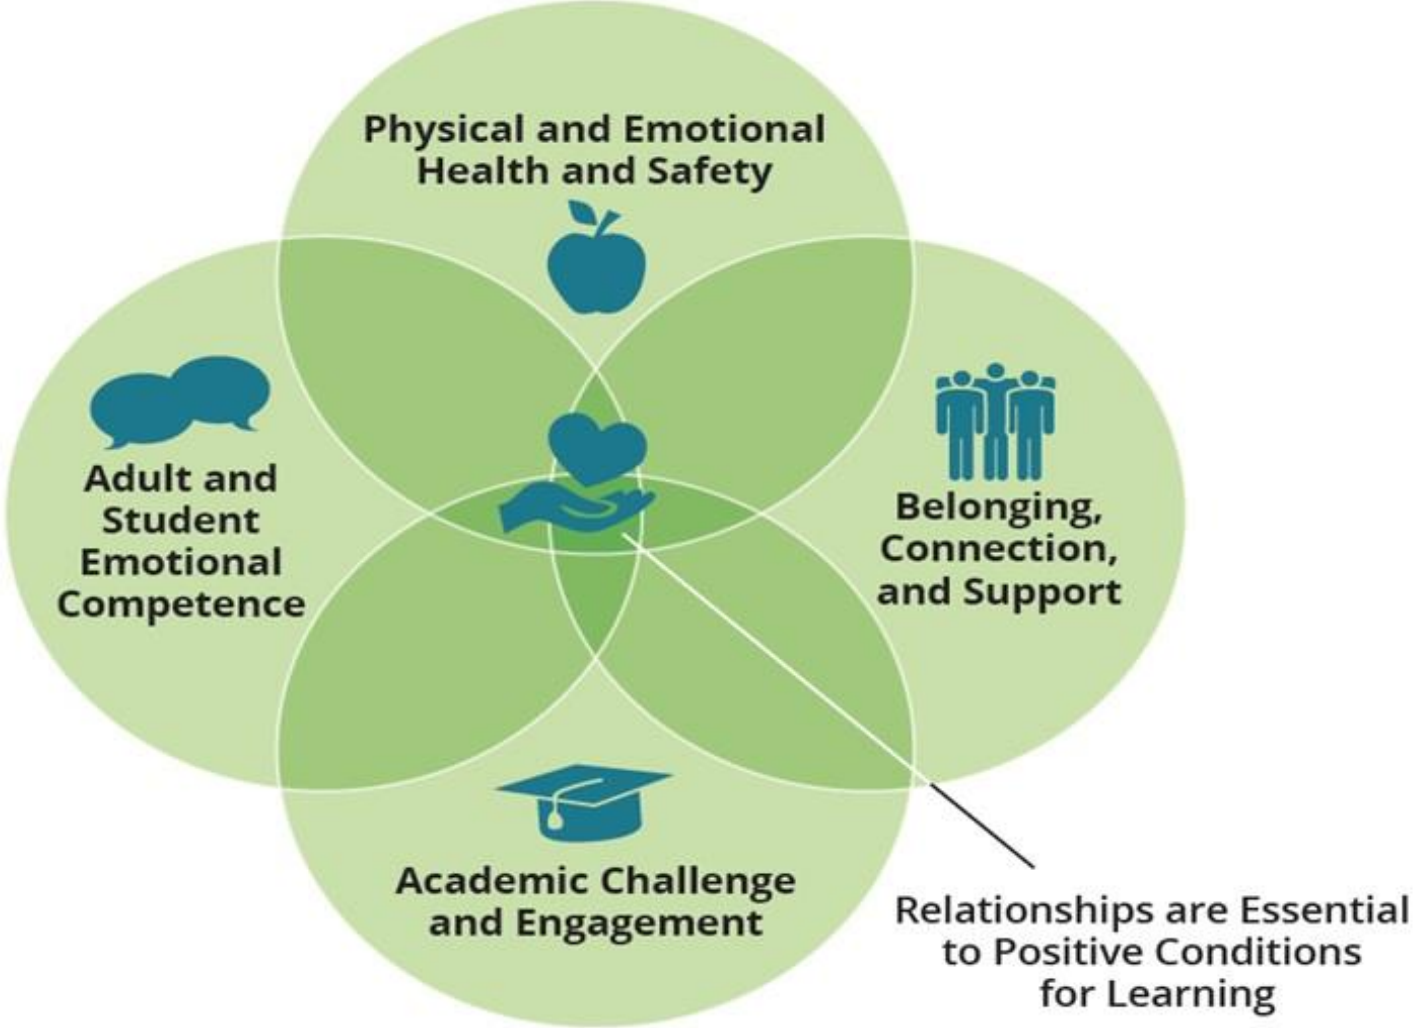 Physical and Emotional
Health and Safety
Adult and
Student
Emotional
Competence
Belonging,
Connection,
and Support
Academic Challenge
and Engagement
Relationships are Essential
to Positive Conditions
for Learning